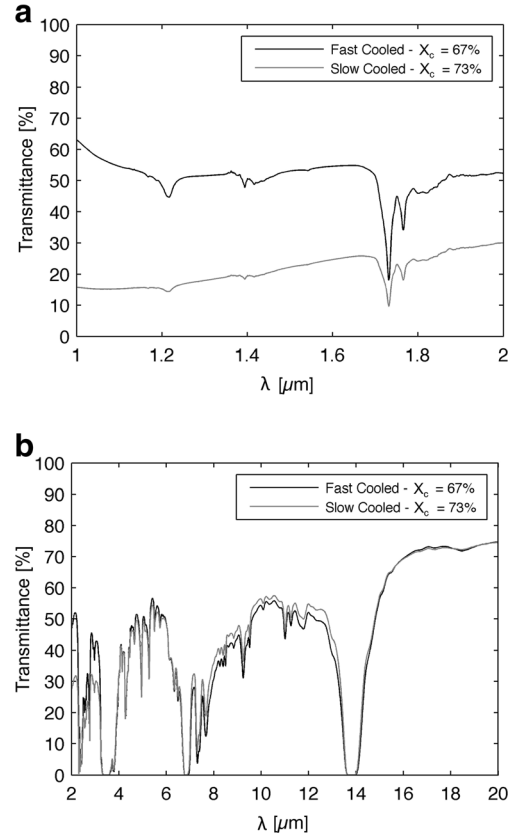 a
100
90
80
70
60
50
40
30
20
10
0
Transmittance [%]
Fast Cooled - Xc = 67%
Slow Cooled - Xc = 73%
1 1.2 1.4 1.6 1.8 2
λ [μm]
b
100
90
80
70
60
50
40
30
20
10
0
Transmittance [%]
Fast Cooled - Xc = 67%
Slow Cooled - Xc = 73%
2 4 6 8 10 12 14 16 18 20
λ [μm]